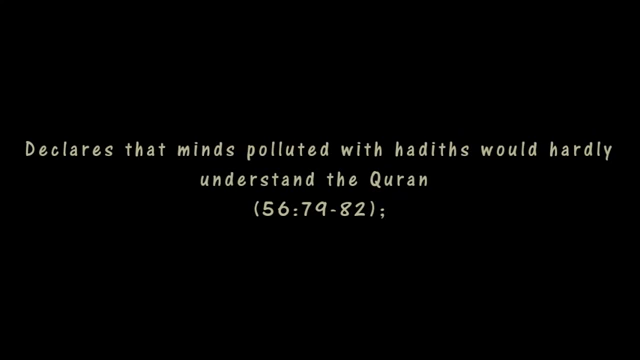 Declares that minds polluted with hadiths would hardly
understand the Quran
(56:79-82);